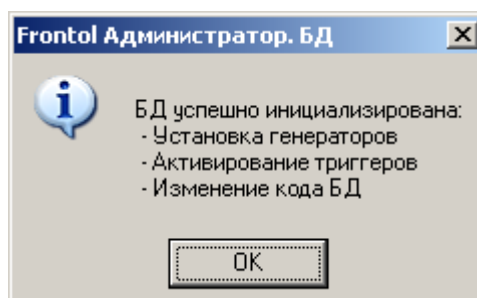 Frontol Администратор. БД
БД успешно инициализирована:
- Установка генераторов
- Активирование триггеров
- Изменение кода БД
OK